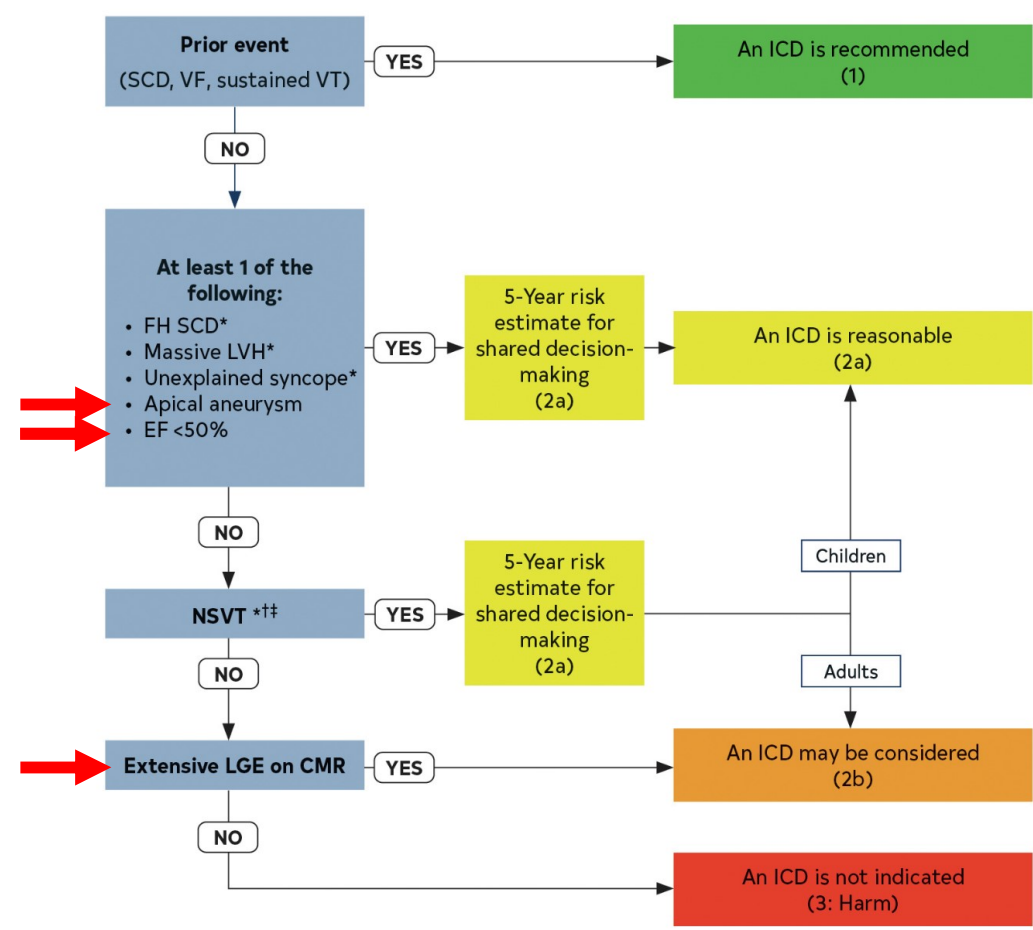 Prior event
(SCD, VF, sustained VT)
YES
An ICD is recommended
(1)
NO
At least 1 of the
following:
• FH SCD*
• Massive LVH*
• Unexplained syncope*
• Apical aneurysm
• EF <50%
YES
5-Year risk
estimate for
shared decision-
making
(2a)
An ICD is reasonable
(2a)
NO
Children
NSVT *†‡
YES
5-Year risk
estimate for
shared decision-
making
(2a)
NO
Adults
Extensive LGE on CMR
YES
An ICD may be considered
(2b)
NO
An ICD is not indicated
(3: Harm)